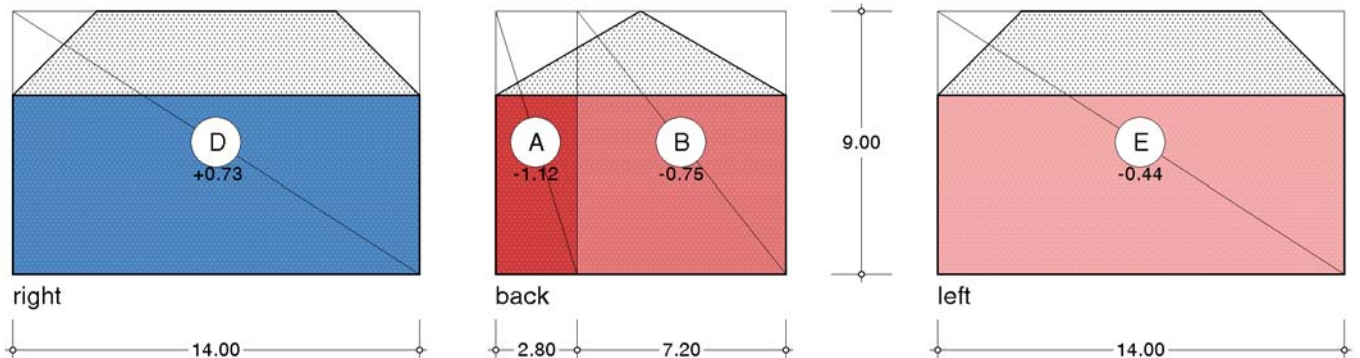 D
+0.73
A
-1.12
B
-0.75
9.00
E
-0.44
right
back
left
14.00
2.80
7.20
14.00